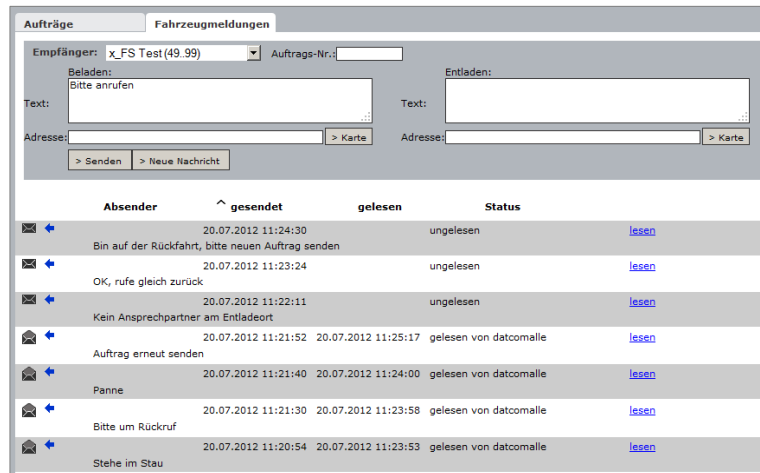 Aufträge Fahrzeugmeldungen
Empfänger: x_FS Test (49..99) Auftrags-Nr.:
Beladen: Entladen:
Text: Bitte anrufen Text:
Adresse: > Karte Adresse: > Karte
> Senden > Neue Nachricht
Absender ^ gesendet gelesen Status
20.07.2012 11:24:30 ungelesen lesen
Bin auf der Rückfahrt, bitte neuen Auftrag senden
20.07.2012 11:23:24 ungelesen lesen
OK, rufe gleich zurück
20.07.2012 11:22:11 ungelesen lesen
Kein Ansprechpartner am Entladeort
20.07.2012 11:21:52 20.07.2012 11:25:17 gelesen von datcomalle lesen
Auftrag erneut senden
20.07.2012 11:21:40 20.07.2012 11:24:00 gelesen von datcomalle lesen
Panne
20.07.2012 11:21:30 20.07.2012 11:23:58 gelesen von datcomalle lesen
Bitte um Rückruf
20.07.2012 11:20:54 20.07.2012 11:23:53 gelesen von datcomalle lesen
Stehe im Stau